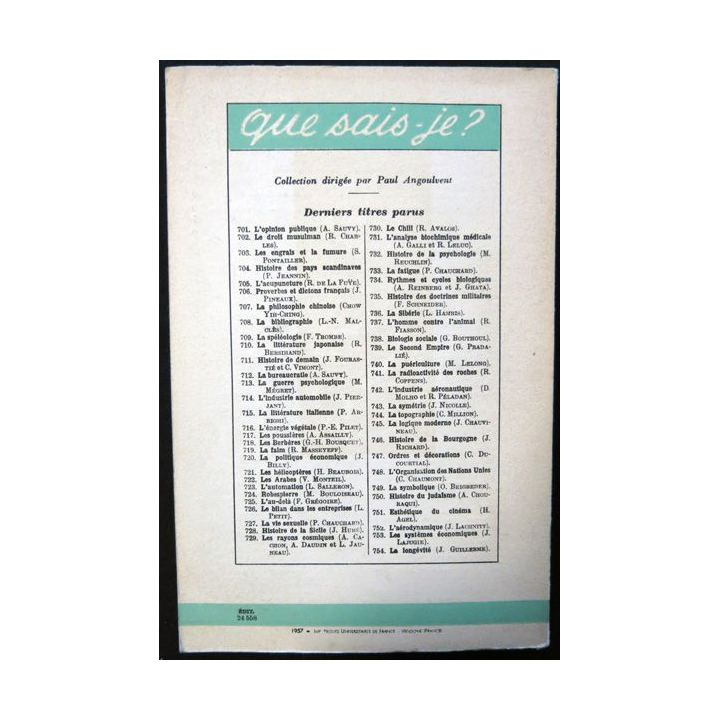 que sais-je?
Collection dirigée par Paul Angoulvent
Derniers titres parus
701. L'opinion publique (A. SAUVY).
702. Le droit musulman (R. CHAR-
LES).
703. Les engrais et la fumure (S.
PONTAILLER).
704. Histoire des pays scandinaves
(P. JEANNIN).
705. L'acupuncture (R. DE LA FUŸE).
706. Proverbes et dictons français (J.
PINEAUX).
707. La philosophie chinoise (CHOW
YIH-CHING).
708. La bibliographie (L.-N. MAL-
CLÈS).
709. La spéléologie (F. TROMBE).
710. La littérature japonaise (R.
BERSIHAND).
711. Histoire de demain (J. FOURAS-
TIÉ et C. VIMONT).
712. La bureaucratie (A. SAUVY).
713. La guerre psychologique (M.
MÉGRET).
714. L'industrie automobile (J. PIER-
JANT).
715. La littérature italienne (P. AR-
RIGHI).
716. L'énergie végétale (P.-E. PILET).
717. Les poussières (A. ASSAILLY).
718. Les Berbères (G.-H. BOUSQUET).
719. La faim (R. MASSEYEFF).
720. La politique économique (J.
BILLY).
721. Les hélicoptères (H. BEAUBOIS).
722. Les Arabes (V. MONTEIL).
723. L'automation (L. SALLERON).
724. Robespierre (M. BOULOISEAU).
725. L'au-delà (F. GRÉGOIRE).
726. Le bilan dans les entreprises (L.
PETIT).
727. La vie sexuelle (P. CHAUCHARD).
728. Histoire de la Sicile (J. HURÉ).
729. Les rayons cosmiques (A. CA-
CHON, A. DAUDIN et L. JAU-
NEAU).
730. Le Chili (R. AVALOS).
731. L'analyse biochimique médicale
(A. GALLI et R. LELUC).
732. Histoire de la psychologie (M.
REUCHLIN).
733. La fatigue (P. CHAUCHARD).
734. Rythmes et cycles biologiques
(A. REINBERG et J. GHATA).
735. Histoire des doctrines militaires
(F. SCHNEIDER).
736. La Sibérie (L. HAMBIS).
737. L'homme contre l'animal (R.
FIASSON).
738. Biologie sociale (G. BOUTHOUL).
739. Le Second Empire (G. PRADA-
LIÉ).
740. La puériculture (M. LELONG).
741. La radioactivité des roches (R.
COPPENS).
742. L'industrie aéronautique (D.
MOLHO et R. PÉLADAN).
743. La symétrie (J. NICOLLE).
744. La topographie (C. MILLION).
745. La logique moderne (J. CHAUVI-
NEAU).
746. Histoire de la Bourgogne (J.
RICHARD).
747. Ordres et décorations (C. DU-
COURTIAL).
748. L'Organisation des Nations Unies
(C. CHAUMONT).
749. La symbolique (O. BEIGBEDER).
750. Histoire du judaïsme (A. CHOU-
RAQUI).
751. Esthétique du cinéma (H.
AGEL).
752. L'aérodynamique (J. LACHNITT).
753. Les systèmes économiques (J.
LAJUGIE).
754. La longévité (J. GUILLERME).
ÉDIT.
24 558
1957 - IMP. PRESSES UNIVERSITAIRES DE FRANCE - VENDÔME (FRANCE)